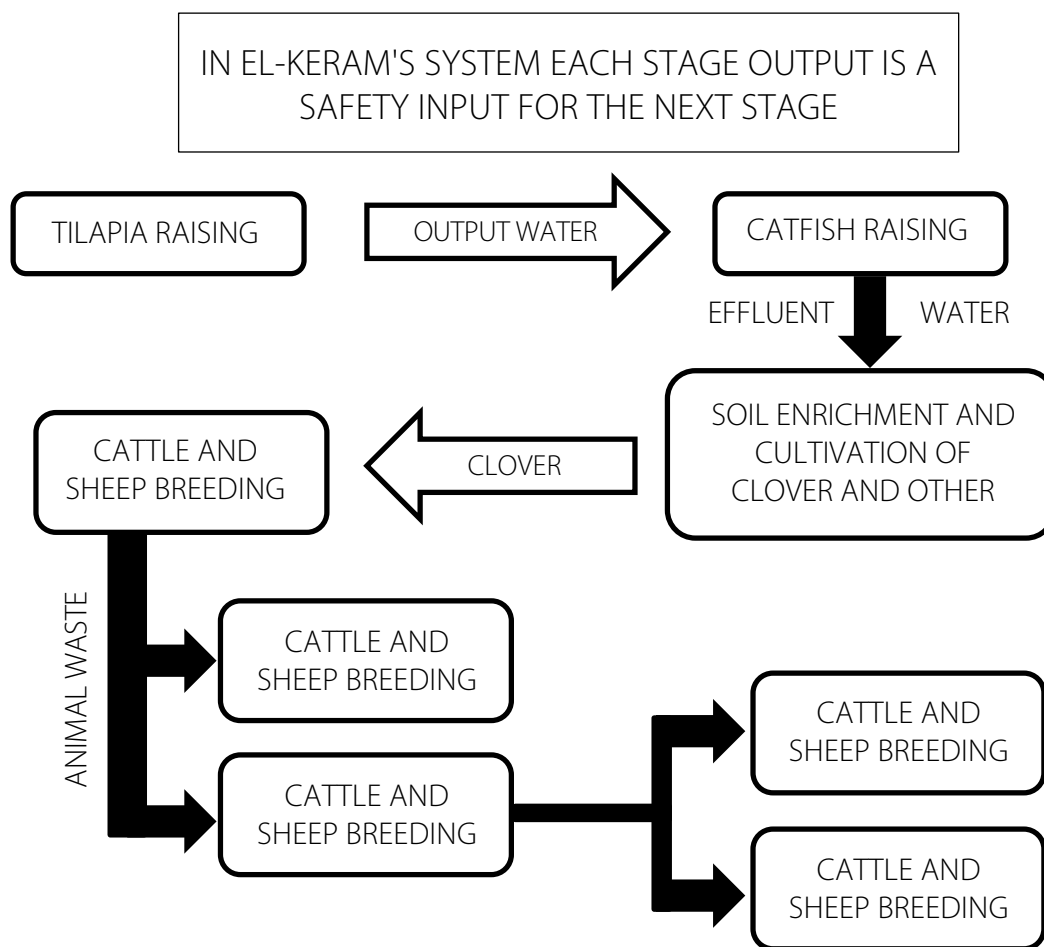 IN EL-KERAM'S SYSTEM EACH STAGE OUTPUT IS A
SAFETY INPUT FOR THE NEXT STAGE
TILAPIA RAISING
OUTPUT WATER
CATFISH RAISING
EFFLUENT WATER
SOIL ENRICHMENT AND
CULTIVATION OF
CLOVER AND OTHER
CLOVER
CATTLE AND
SHEEP BREEDING
ANIMAL WASTE
CATTLE AND
SHEEP BREEDING
CATTLE AND
SHEEP BREEDING
CATTLE AND
SHEEP BREEDING
CATTLE AND
SHEEP BREEDING